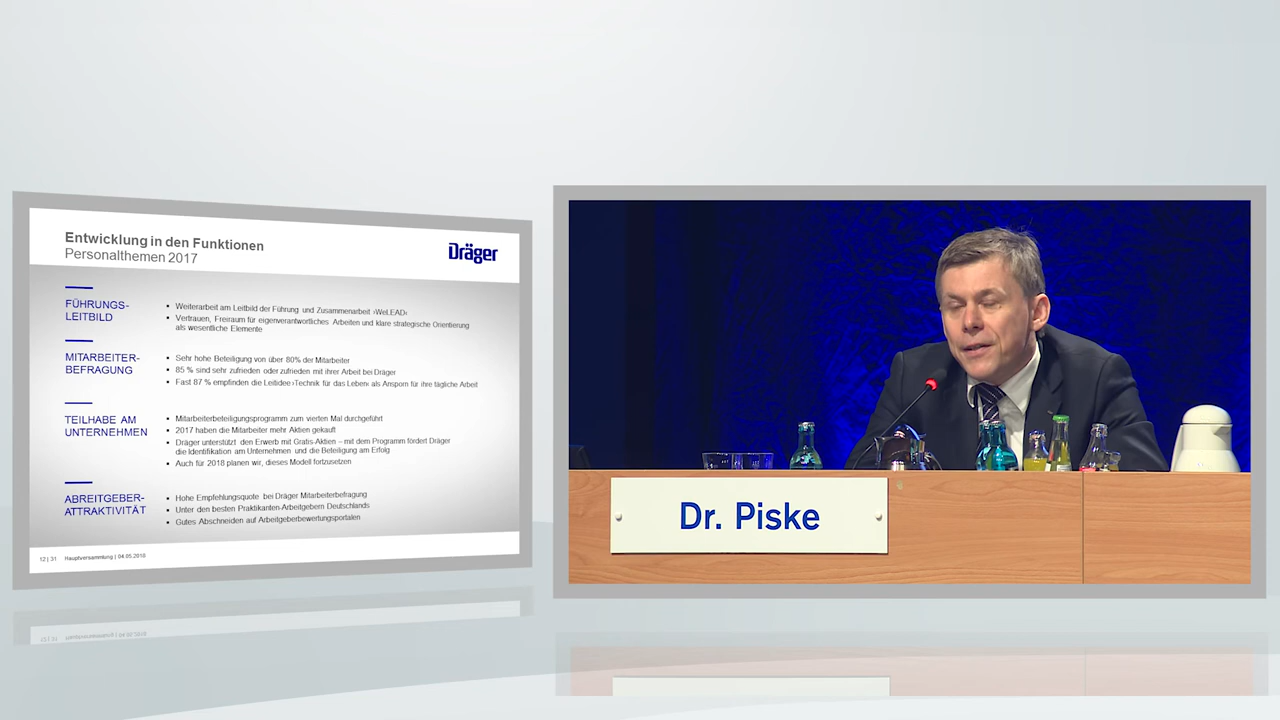 Entwicklung in den Funktionen
Personalthemen 2017
Dräger
FÜHRUNGS-
LEITBILD
• Weiterarbeit am Leitbild der Führung und Zusammenarbeit ›WeLEAD‹
• Vertrauen, Freiraum für eigenverantwortliches Arbeiten und klare strategische Orientierung
als wesentliche Elemente
MITARBEITER-
BEFRAGUNG
• Sehr hohe Beteiligung von über 80% der Mitarbeiter
• 85 % sind sehr zufrieden oder zufrieden mit ihrer Arbeit bei Dräger
• Fast 87 % empfinden die Leitidee ›Technik für das Leben‹ als Ansporn für ihre tägliche Arbeit
TEILHABE AM
UNTERNEHMEN
• Mitarbeiterbeteiligungsprogramm zum vierten Mal durchgeführt
• 2017 haben die Mitarbeiter mehr Aktien gekauft
• Dräger unterstützt den Erwerb mit Gratis-Aktien – mit dem Programm fördert Dräger
die Identifikation am Unternehmen und die Beteiligung am Erfolg
• Auch für 2018 planen wir, dieses Modell fortzusetzen
ABREITGEBER-
ATTRAKTIVITÄT
• Hohe Empfehlungsquote bei Dräger Mitarbeiterbefragung
• Unter den besten Praktikanten-Arbeitgebern Deutschlands
• Gutes Abschneiden auf Arbeitgeberbewertungsportalen
12 | 31 Hauptversammlung | 04.05.2018
Dr. Piske